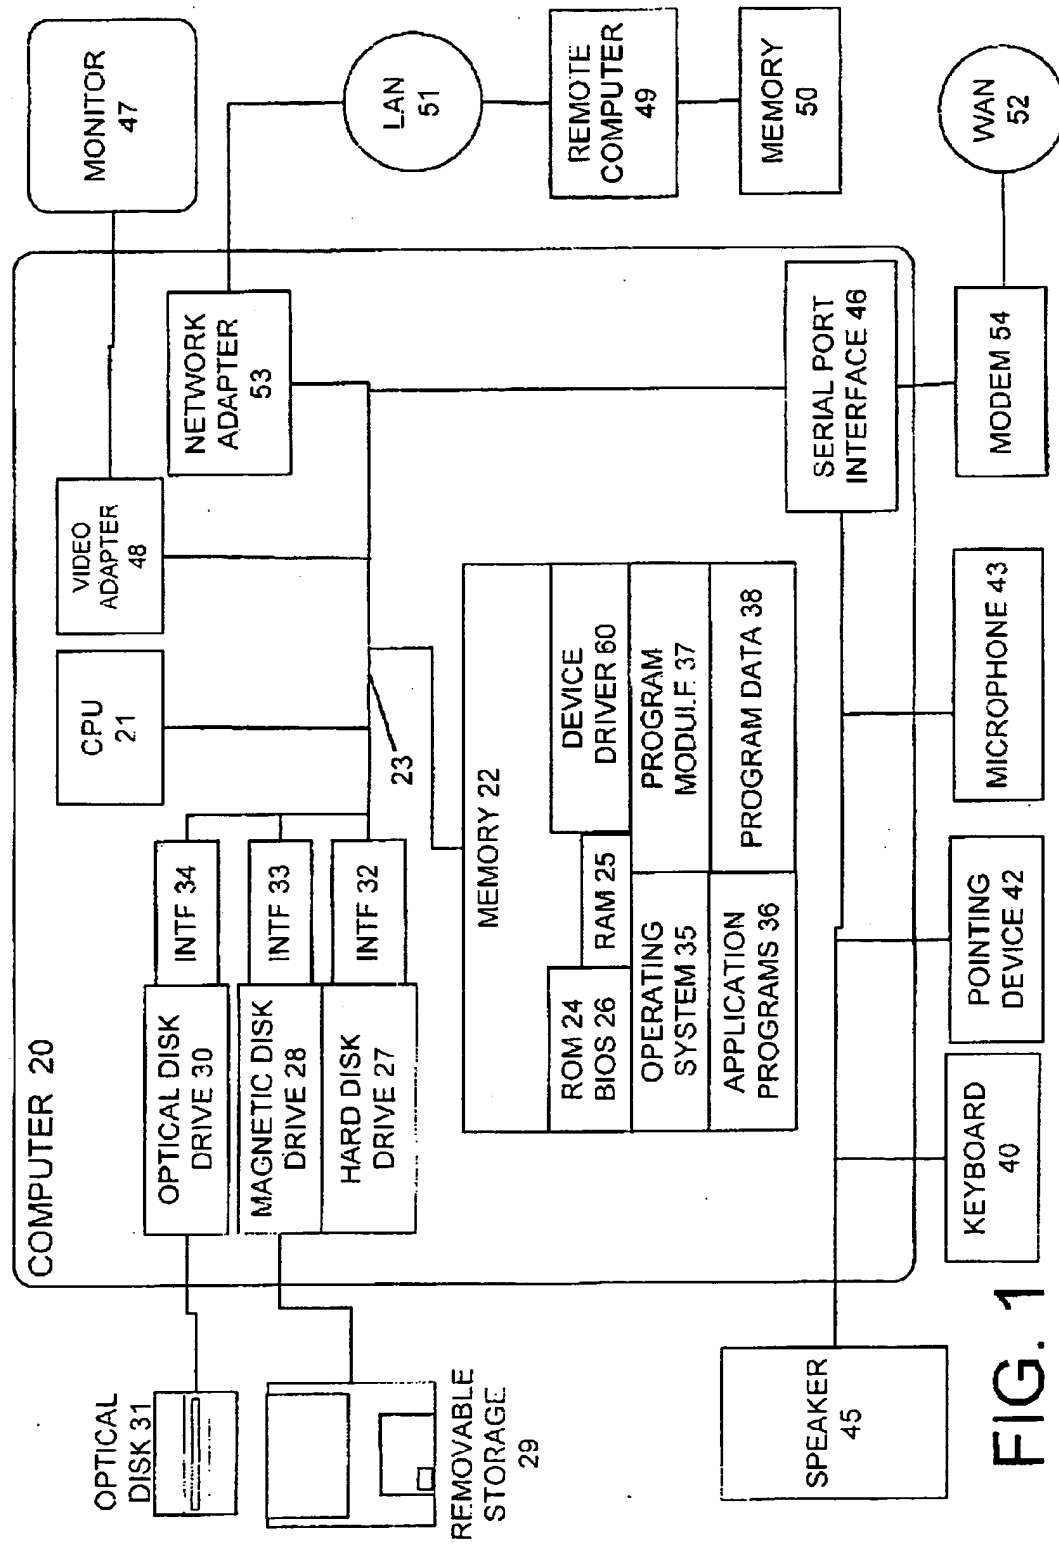 COMPUTER 20
MONITOR
47
VIDEO
ADAPTER
48
CPU
21
NETWORK
ADAPTER
53
LAN
51
REMOTE
COMPUTER
49
MEMORY
50
OPTICAL
DISK 31
OPTICAL DISK
DRIVE 30
INTF 34
MAGNETIC DISK
DRIVE 28
INTF 33
HARD DISK
DRIVE 27
INTF 32
REMOVABLE
STORAGE
29
23
MEMORY 22
ROM 24
BIOS 26
RAM 25
DEVICE
DRIVER 60
OPERATING
SYSTEM 35
PROGRAM
MODULE 37
APPLICATION
PROGRAMS 36
PROGRAM DATA 38
SERIAL PORT
INTERFACE 46
SPEAKER
45
KEYBOARD
40
POINTING
DEVICE 42
MICROPHONE 43
MODEM 54
WAN
52
FIG. 1